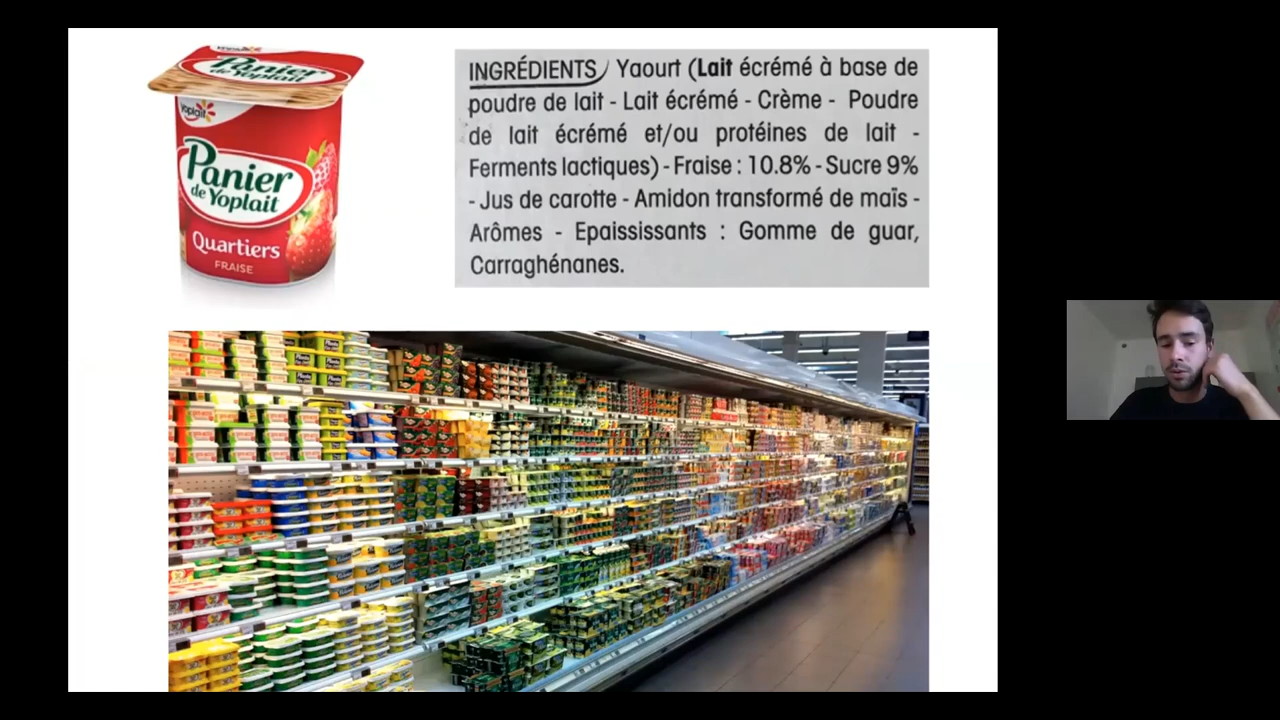 Panier
de Yoplait
Yoplait
Panier
de Yoplait
Quartiers
FRAISE
INGRÉDIENTS Yaourt (Lait écrémé à base de
poudre de lait - Lait écrémé - Crème - Poudre
de lait écrémé et/ou protéines de lait -
Ferments lactiques) - Fraise : 10.8% - Sucre 9%
- Jus de carotte - Amidon transformé de maïs -
Arômes - Epaississants : Gomme de guar,
Carraghénanes.